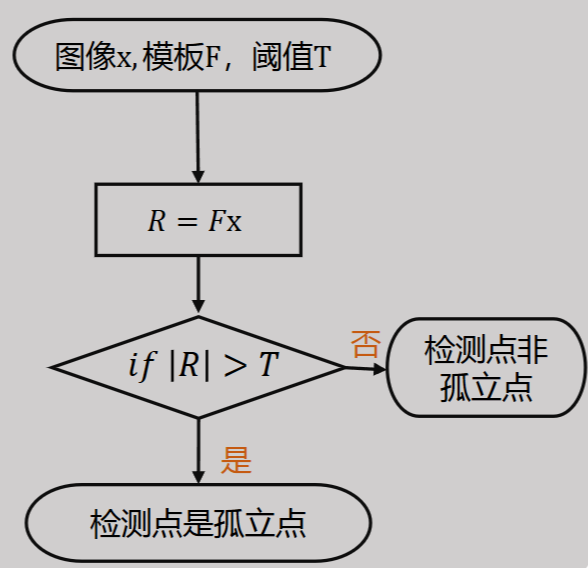 图像x,模板F，阈值T
R = Fx
if |R| > T
否
检测点非
孤立点
是
检测点是孤立点